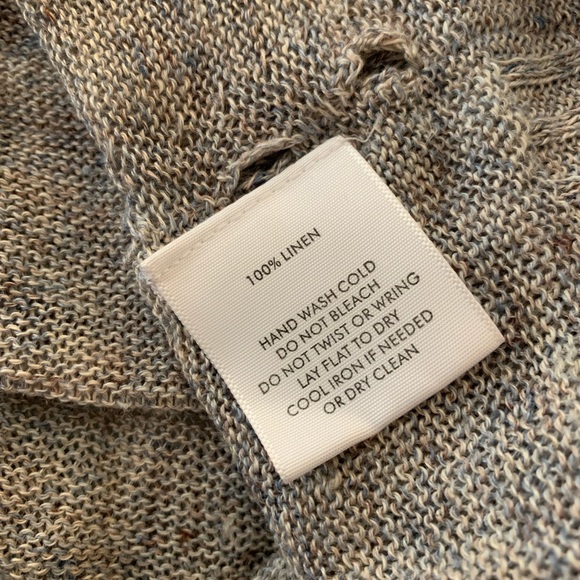 100% LINEN
HAND WASH COLD
DO NOT BLEACH
DO NOT TWIST OR WRING
LAY FLAT TO DRY
COOL IRON IF NEEDED
OR DRY CLEAN